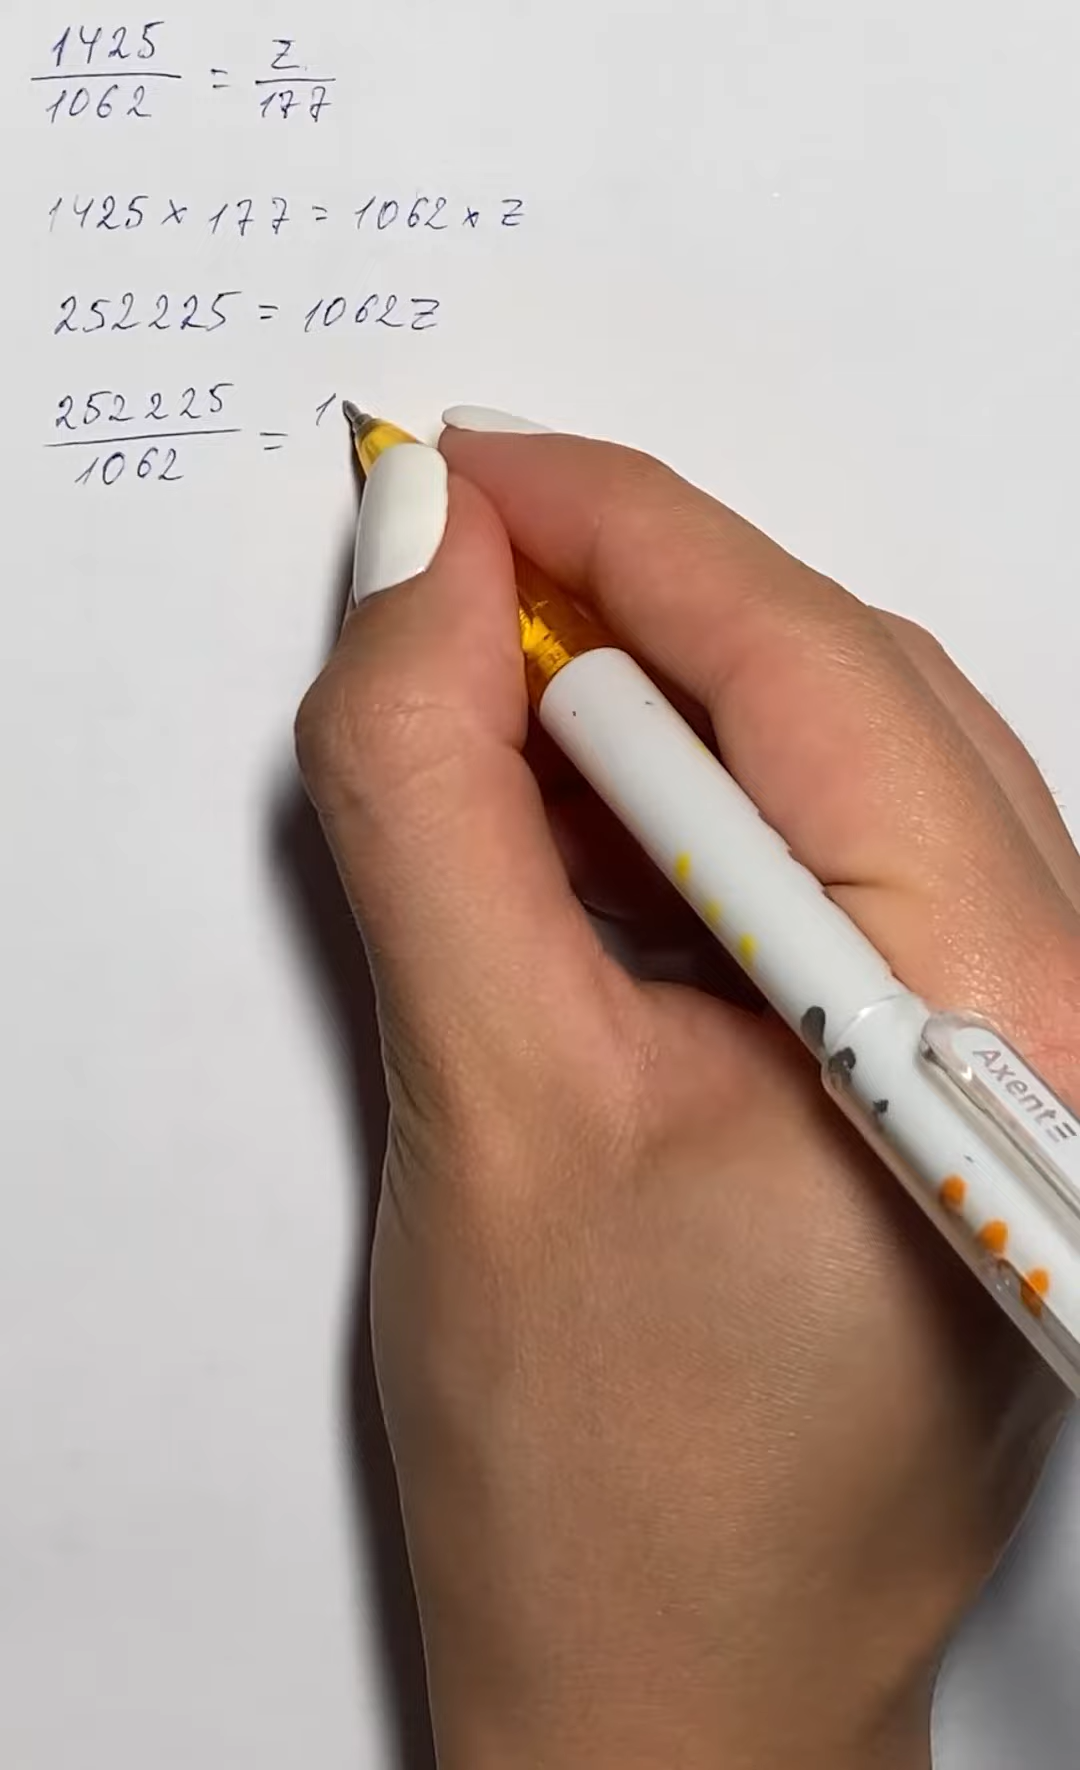 1425/1062 = z/177
1425 × 177 = 1062 × z
252225 = 1062z
252225/1062 = 1
Axent